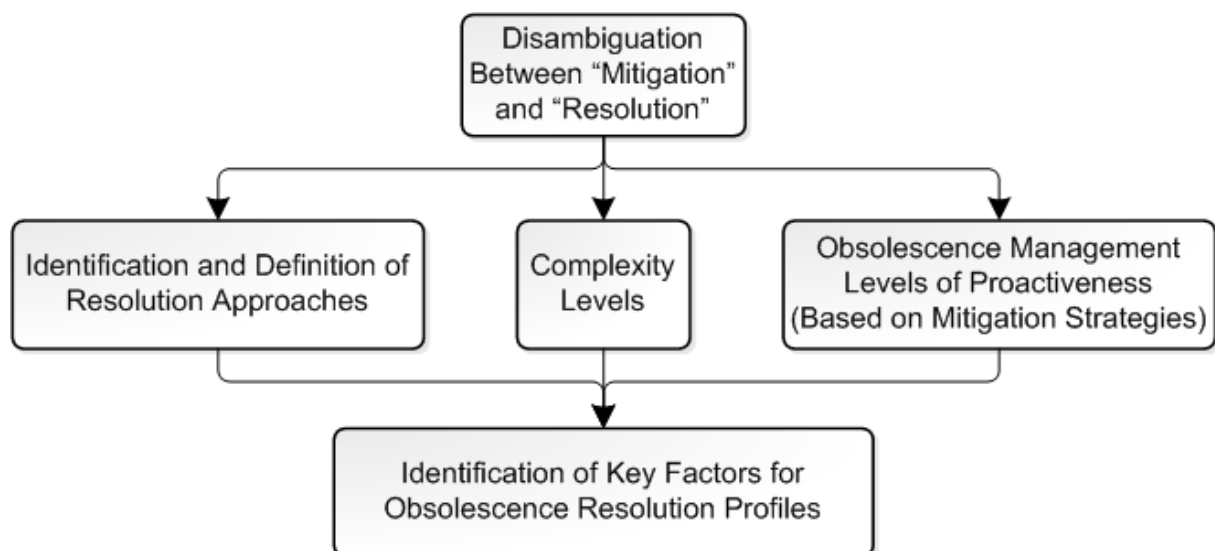 Disambiguation
Between “Mitigation”
and “Resolution”
Identification and Definition of
Resolution Approaches
Complexity
Levels
Obsolescence Management
Levels of Proactiveness
(Based on Mitigation Strategies)
Identification of Key Factors for
Obsolescence Resolution Profiles